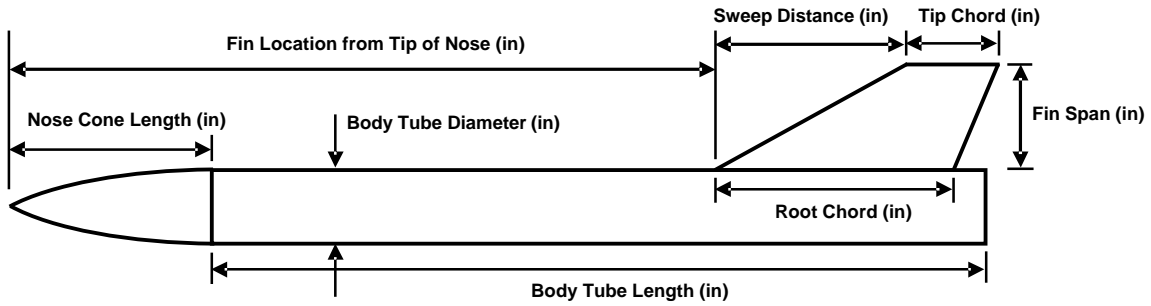 Sweep Distance (in)
Tip Chord (in)
Fin Location from Tip of Nose (in)
Nose Cone Length (in)
Body Tube Diameter (in)
Fin Span (in)
Root Chord (in)
Body Tube Length (in)